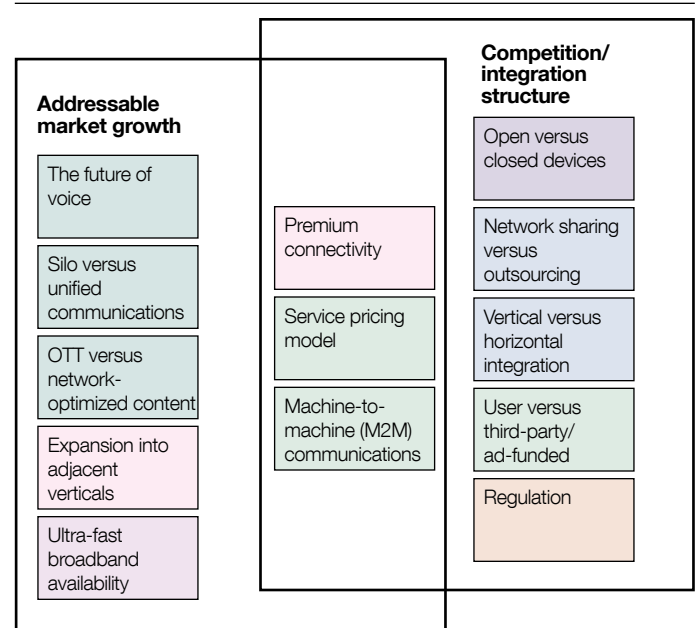 Addressable
market growth
The future of
voice
Silo versus
unified
communications
OTT versus
network-
optimized content
Expansion into
adjacent
verticals
Ultra-fast
broadband
availability
Premium
connectivity
Service pricing
model
Machine-to-
machine (M2M)
communications
Competition/
integration
structure
Open versus
closed devices
Network sharing
versus
outsourcing
Vertical versus
horizontal
integration
User versus
third-party/
ad-funded
Regulation